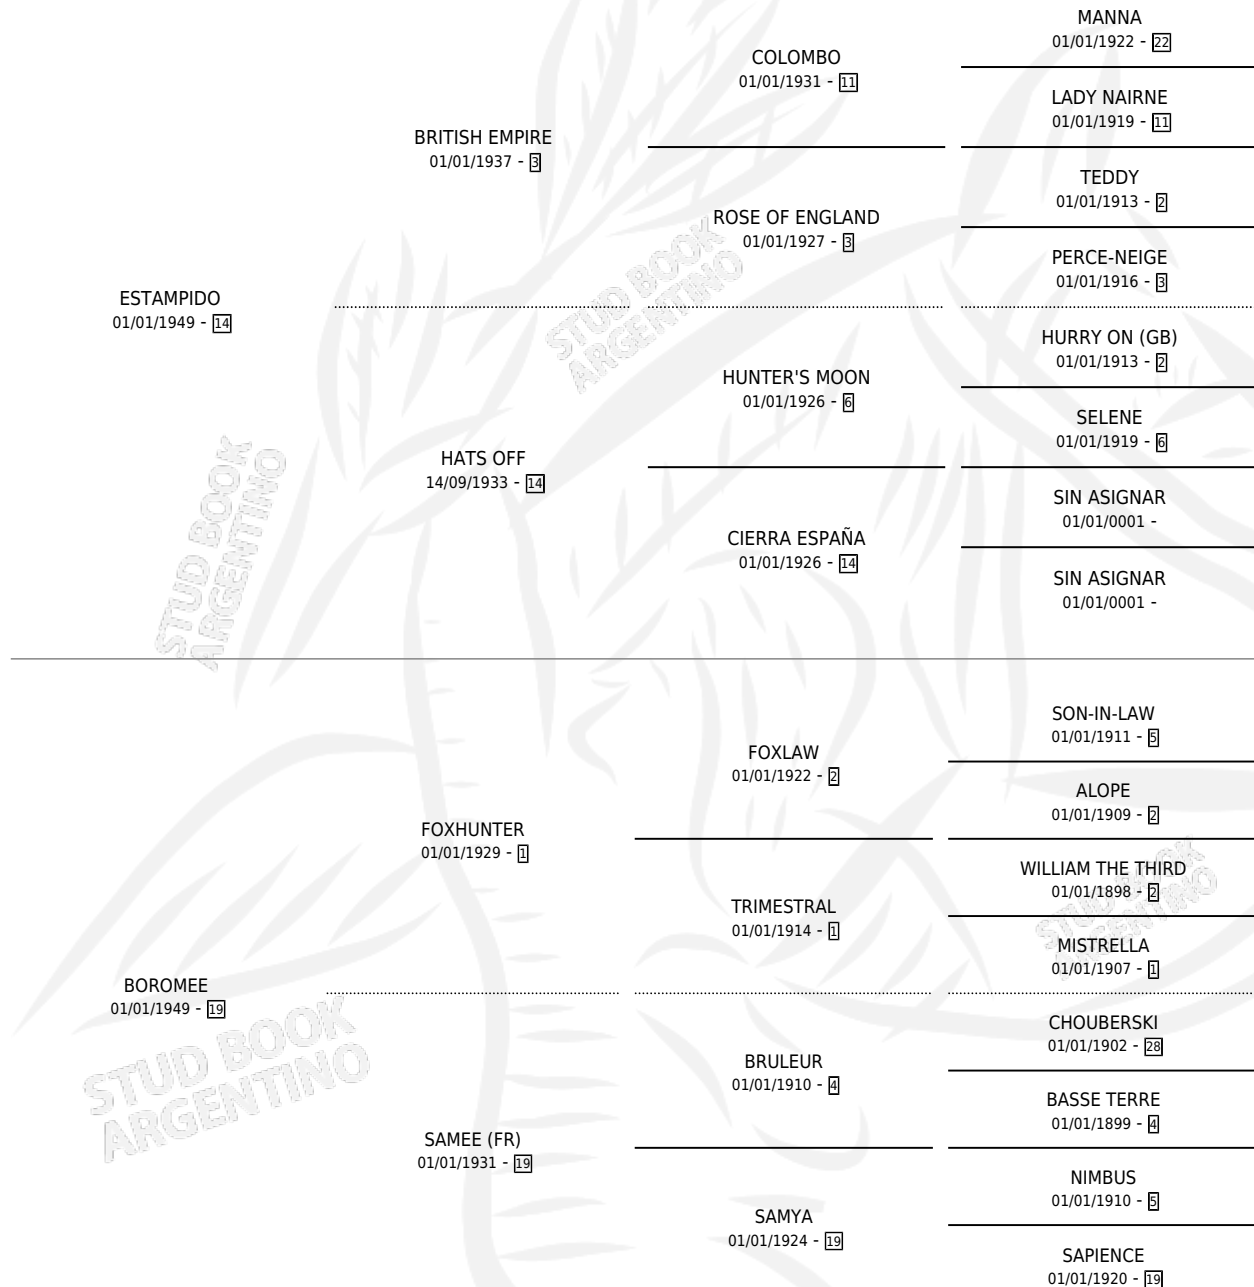 MANNA
01/01/1922 - 22
COLOMBO
01/01/1931 - 11
LADY NAIRNE
01/01/1919 - 11
BRITISH EMPIRE
01/01/1937 - 3
TEDDY
01/01/1913 - 2
ROSE OF ENGLAND
01/01/1927 - 3
PERCE-NEIGE
01/01/1916 - 3
ESTAMPIDO
01/01/1949 - 14
STUD BOOK
ARGENTINO
HURRY ON (GB)
01/01/1913 - 2
HUNTER'S MOON
01/01/1926 - 6
SELENE
01/01/1919 - 6
HATS OFF
14/09/1933 - 14
SIN ASIGNAR
01/01/0001 -
CIERRA ESPAÑA
01/01/1926 - 14
SIN ASIGNAR
01/01/0001 -
STUD BOOK
ARGENTINO
SON-IN-LAW
01/01/1911 - 5
FOXLAW
01/01/1922 - 2
ALOPE
01/01/1909 - 2
FOXHUNTER
01/01/1929 - 1
WILLIAM THE THIRD
01/01/1898 - 2
TRIMESTRAL
01/01/1914 - 1
STUD BOOK
ARGENTINO
MISTRELLA
01/01/1907 - 1
BOROMEE
01/01/1949 - 19
CHOUBERSKI
01/01/1902 - 28
BRULEUR
01/01/1910 - 4
STUD BOOK
ARGENTINO
BASSE TERRE
01/01/1899 - 4
SAMEE (FR)
01/01/1931 - 19
NIMBUS
01/01/1910 - 5
SAMYA
01/01/1924 - 19
SAPIENCE
01/01/1920 - 19